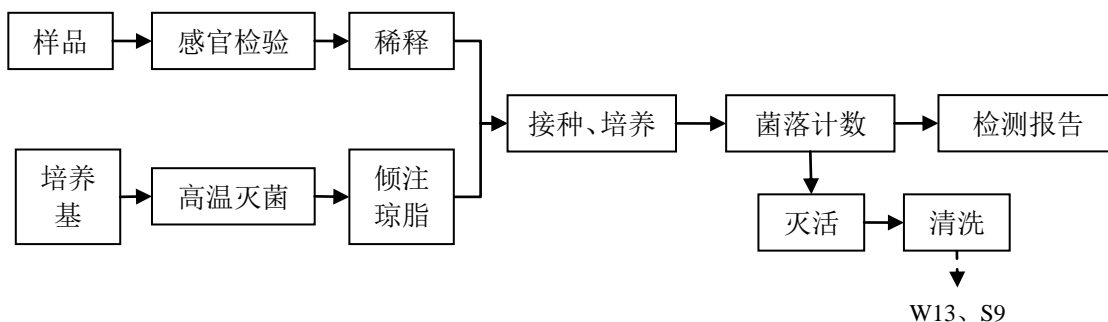 样品
感官检验
稀释
接种、培养
菌落计数
检测报告
培养
基
高温灭菌
倾注
琼脂
灭活
清洗
W13、S9